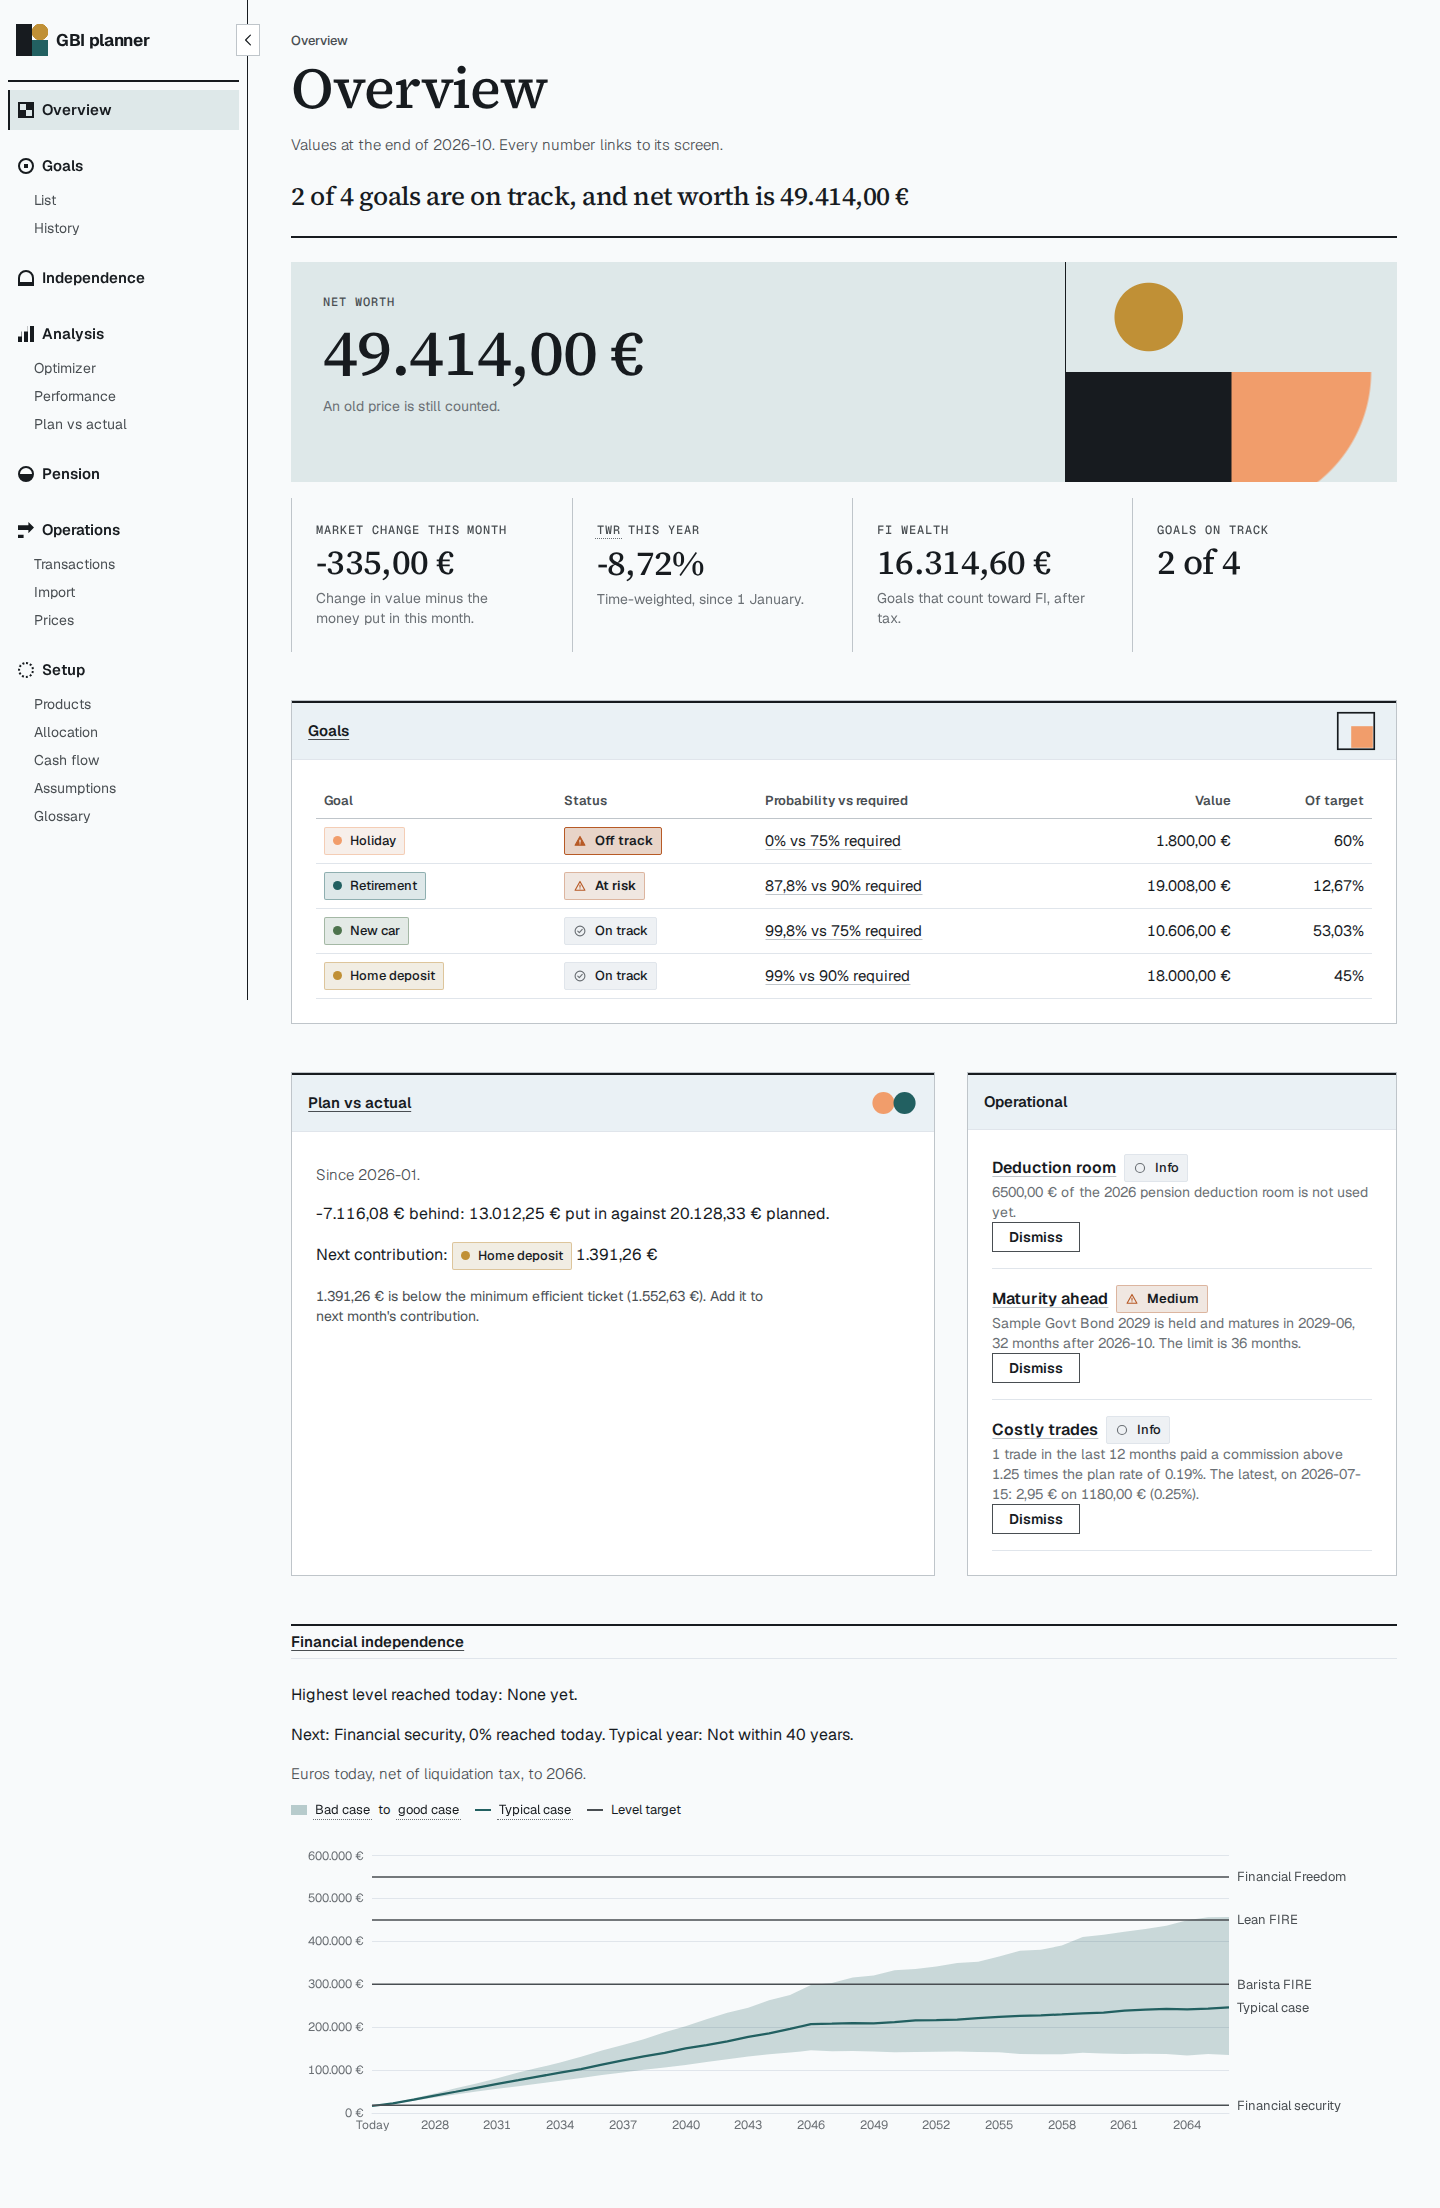 GBI planner
Overview
Goals
List
History
Independence
Analysis
Optimizer
Performance
Plan vs actual
Pension
Operations
Transactions
Import
Prices
Setup
Products
Allocation
Cash flow
Assumptions
Glossary
Overview
Overview
Values at the end of 2026-10. Every number links to its screen.
2 of 4 goals are on track, and net worth is 49.414,00 €
NET WORTH
49.414,00 €
An old price is still counted.
MARKET CHANGE THIS MONTH
-335,00 €
Change in value minus the
money put in this month.
TWR THIS YEAR
-8,72%
Time-weighted, since 1 January.
FI WEALTH
16.314,60 €
Goals that count toward FI, after
tax.
GOALS ON TRACK
2 of 4
Goals
Goal Status Probability vs required Value Of target
Holiday Off track 0% vs 75% required 1.800,00 € 60%
Retirement At risk 87,8% vs 90% required 19.008,00 € 12,67%
New car On track 99,8% vs 75% required 10.606,00 € 53,03%
Home deposit On track 99% vs 90% required 18.000,00 € 45%
Plan vs actual
Since 2026-01.
-7.116,08 € behind: 13.012,25 € put in against 20.128,33 € planned.
Next contribution: Home deposit 1.391,26 €
1.391,26 € is below the minimum efficient ticket (1.552,63 €). Add it to
next month's contribution.
Operational
Deduction room Info
6500,00 € of the 2026 pension deduction room is not used
yet.
Dismiss
Maturity ahead Medium
Sample Govt Bond 2029 is held and matures in 2029-06,
32 months after 2026-10. The limit is 36 months.
Dismiss
Costly trades Info
1 trade in the last 12 months paid a commission above
1.25 times the plan rate of 0.19%. The latest, on 2026-07-
15: 2,95 € on 1180,00 € (0.25%).
Dismiss
Financial independence
Highest level reached today: None yet.
Next: Financial security, 0% reached today. Typical year: Not within 40 years.
Euros today, net of liquidation tax, to 2066.
Bad case to good case Typical case Level target
600.000 €
Financial Freedom
500.000 €
Lean FIRE
400.000 €
300.000 € Barista FIRE
Typical case
200.000 €
100.000 €
Financial security
0 €
Today 2028 2031 2034 2037 2040 2043 2046 2049 2052 2055 2058 2061 2064